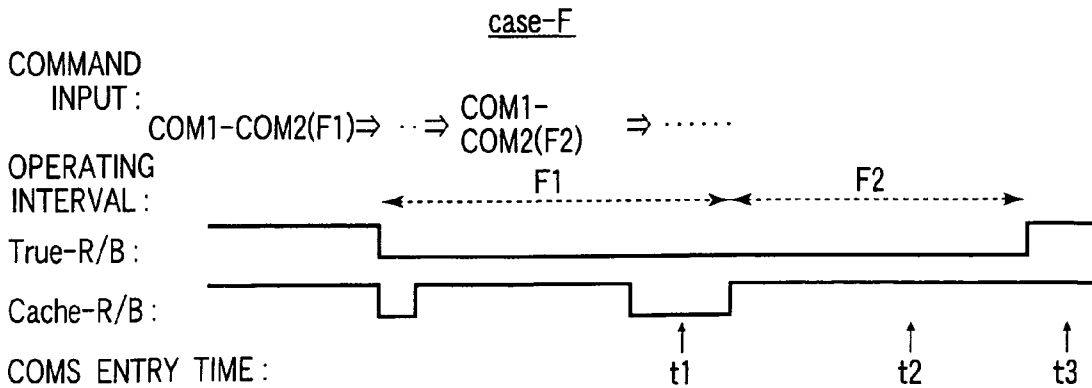 case-F
COMMAND
INPUT :
COM1-COM2(F1)⇒ ‥⇒ COM1-
COM2(F2) ⇒ ‥‥‥
OPERATING
INTERVAL :
F1 F2
True-R/B :
Cache-R/B :
COMS ENTRY TIME : t1 t2 t3